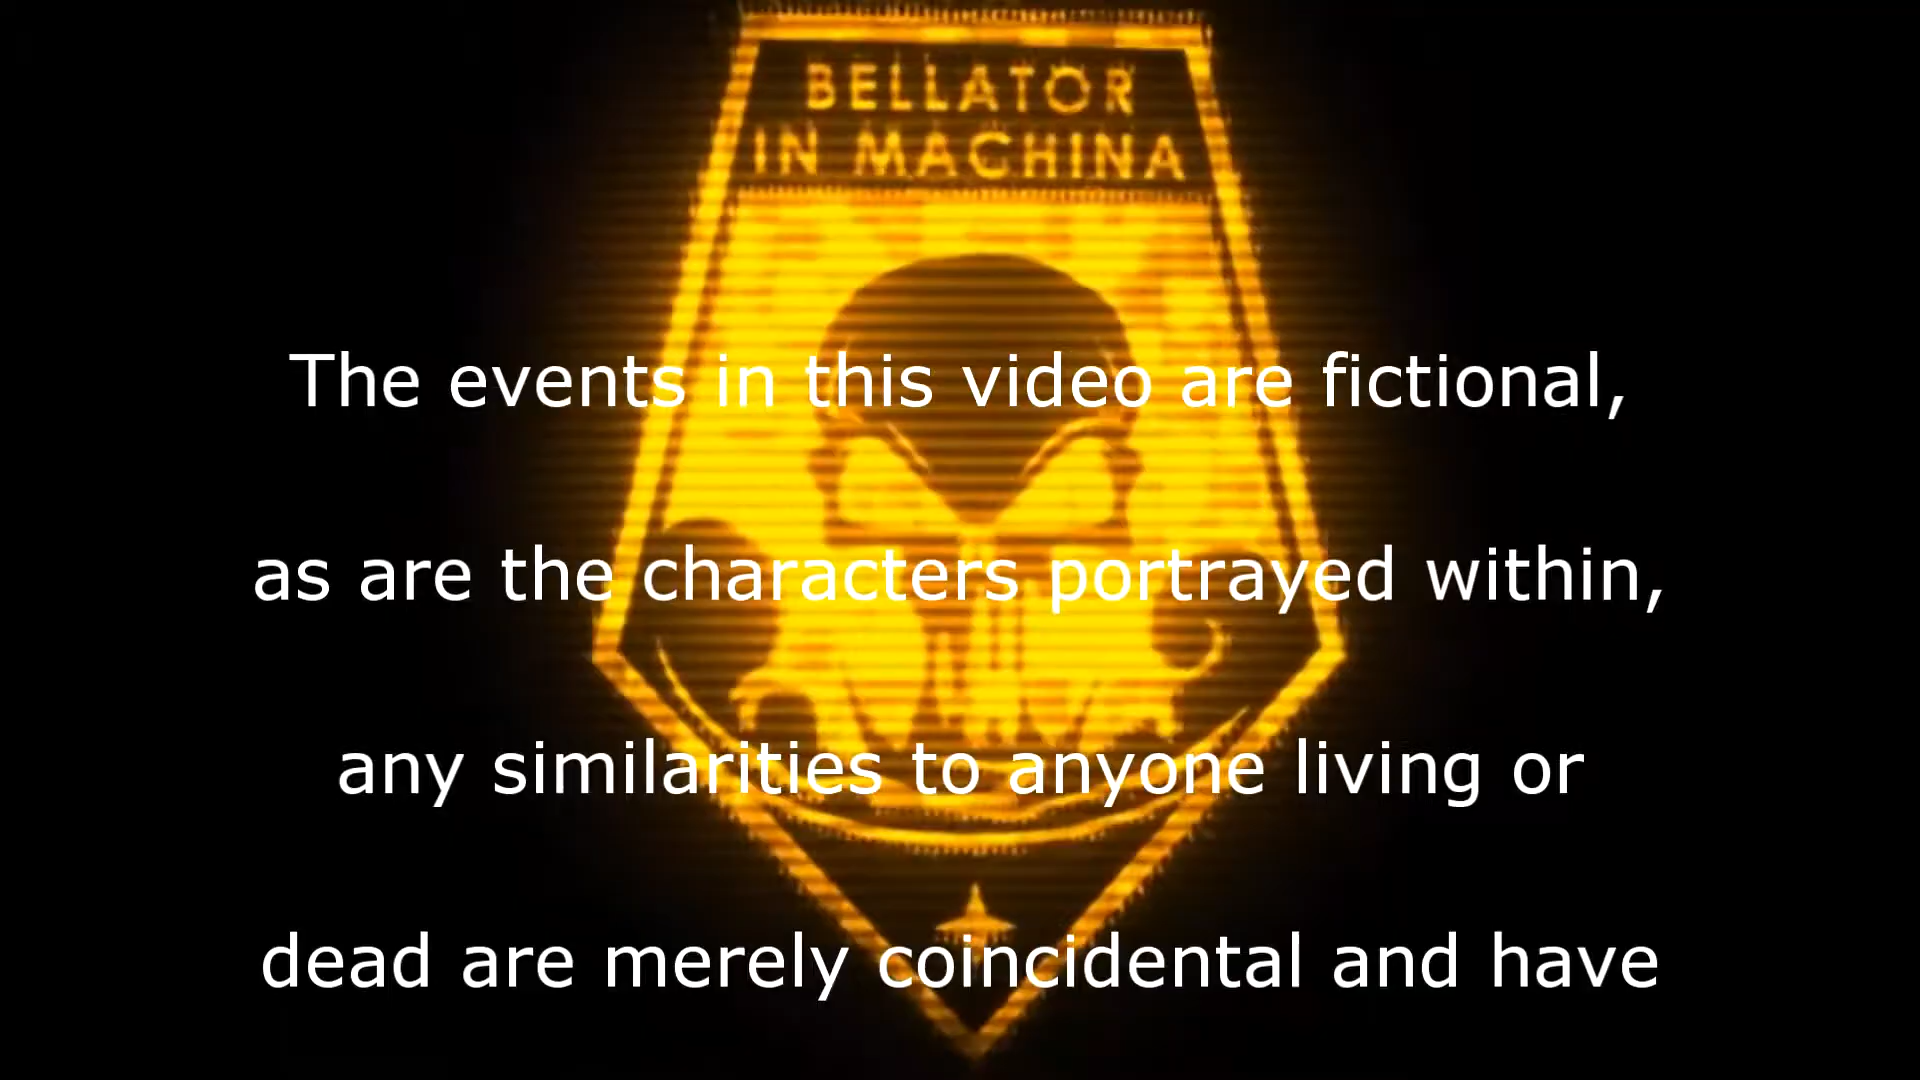 BELLATOR
IN MACHINA
The events in this video are fictional,
as are the characters portrayed within,
any similarities to anyone living or
dead are merely coincidental and have